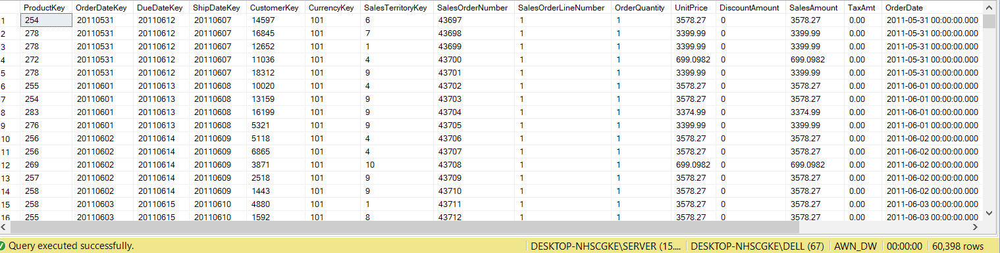 ProductKey OrderDateKey DueDateKey ShipDateKey CustomerKey CurrencyKey SalesTerritoryKey SalesOrderNumber SalesOrderLineNumber OrderQuantity UnitPrice DiscountAmount SalesAmount TaxAmt OrderDate
1 254 20110531 20110612 20110607 14597 101 6 43697 1 1 3578.27 0 3578.27 0.00 2011-05-31 00:00:00.000
2 278 20110531 20110612 20110607 16845 101 7 43698 1 1 3399.99 0 3399.99 0.00 2011-05-31 00:00:00.000
3 278 20110531 20110612 20110607 12652 101 1 43699 1 1 3399.99 0 3399.99 0.00 2011-05-31 00:00:00.000
4 272 20110531 20110612 20110607 11036 101 4 43700 1 1 699.0982 0 699.0982 0.00 2011-05-31 00:00:00.000
5 278 20110531 20110612 20110607 18312 101 9 43701 1 1 3399.99 0 3399.99 0.00 2011-05-31 00:00:00.000
6 255 20110601 20110613 20110608 10020 101 4 43702 1 1 3578.27 0 3578.27 0.00 2011-06-01 00:00:00.000
7 254 20110601 20110613 20110608 13159 101 9 43703 1 1 3578.27 0 3578.27 0.00 2011-06-01 00:00:00.000
8 283 20110601 20110613 20110608 16199 101 9 43704 1 1 3374.99 0 3374.99 0.00 2011-06-01 00:00:00.000
9 276 20110601 20110613 20110608 5321 101 9 43705 1 1 3399.99 0 3399.99 0.00 2011-06-01 00:00:00.000
10 256 20110602 20110614 20110609 5118 101 4 43706 1 1 3578.27 0 3578.27 0.00 2011-06-02 00:00:00.000
11 256 20110602 20110614 20110609 6865 101 4 43707 1 1 3578.27 0 3578.27 0.00 2011-06-02 00:00:00.000
12 269 20110602 20110614 20110609 3871 101 10 43708 1 1 699.0982 0 699.0982 0.00 2011-06-02 00:00:00.000
13 257 20110602 20110614 20110609 2518 101 9 43709 1 1 3578.27 0 3578.27 0.00 2011-06-02 00:00:00.000
14 258 20110602 20110614 20110609 1443 101 9 43710 1 1 3578.27 0 3578.27 0.00 2011-06-02 00:00:00.000
15 258 20110603 20110615 20110610 4880 101 1 43711 1 1 3578.27 0 3578.27 0.00 2011-06-03 00:00:00.000
16 255 20110603 20110615 20110610 1592 101 8 43712 1 1 3578.27 0 3578.27 0.00 2011-06-03 00:00:00.000
Query executed successfully. DESKTOP-NHSCGKE\SERVER (15.... DESKTOP-NHSCGKE\DELL (67) AWN_DW 00:00:00 60,398 rows